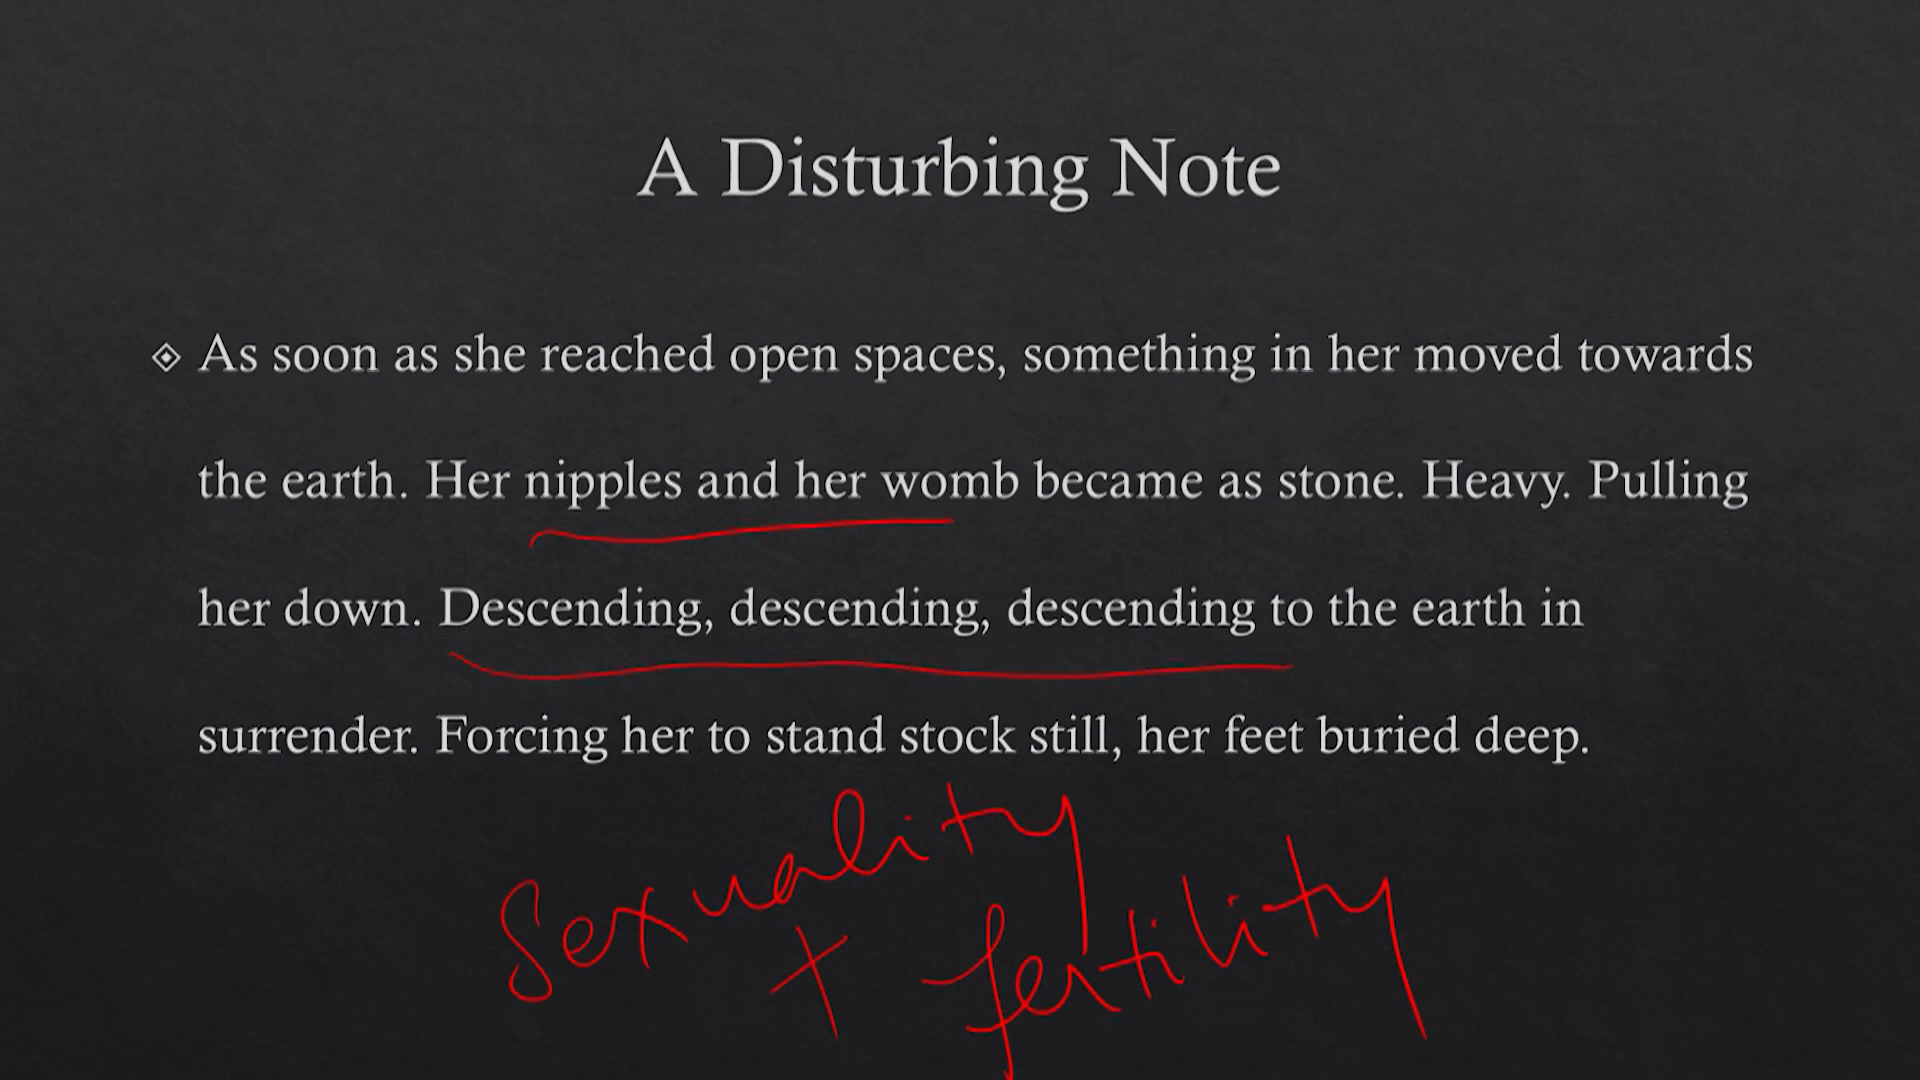 A Disturbing Note
As soon as she reached open spaces, something in her moved towards
the earth. Her nipples and her womb became as stone. Heavy. Pulling
her down. Descending, descending, descending to the earth in
surrender. Forcing her to stand stock still, her feet buried deep.
Sexuality
+ fertility